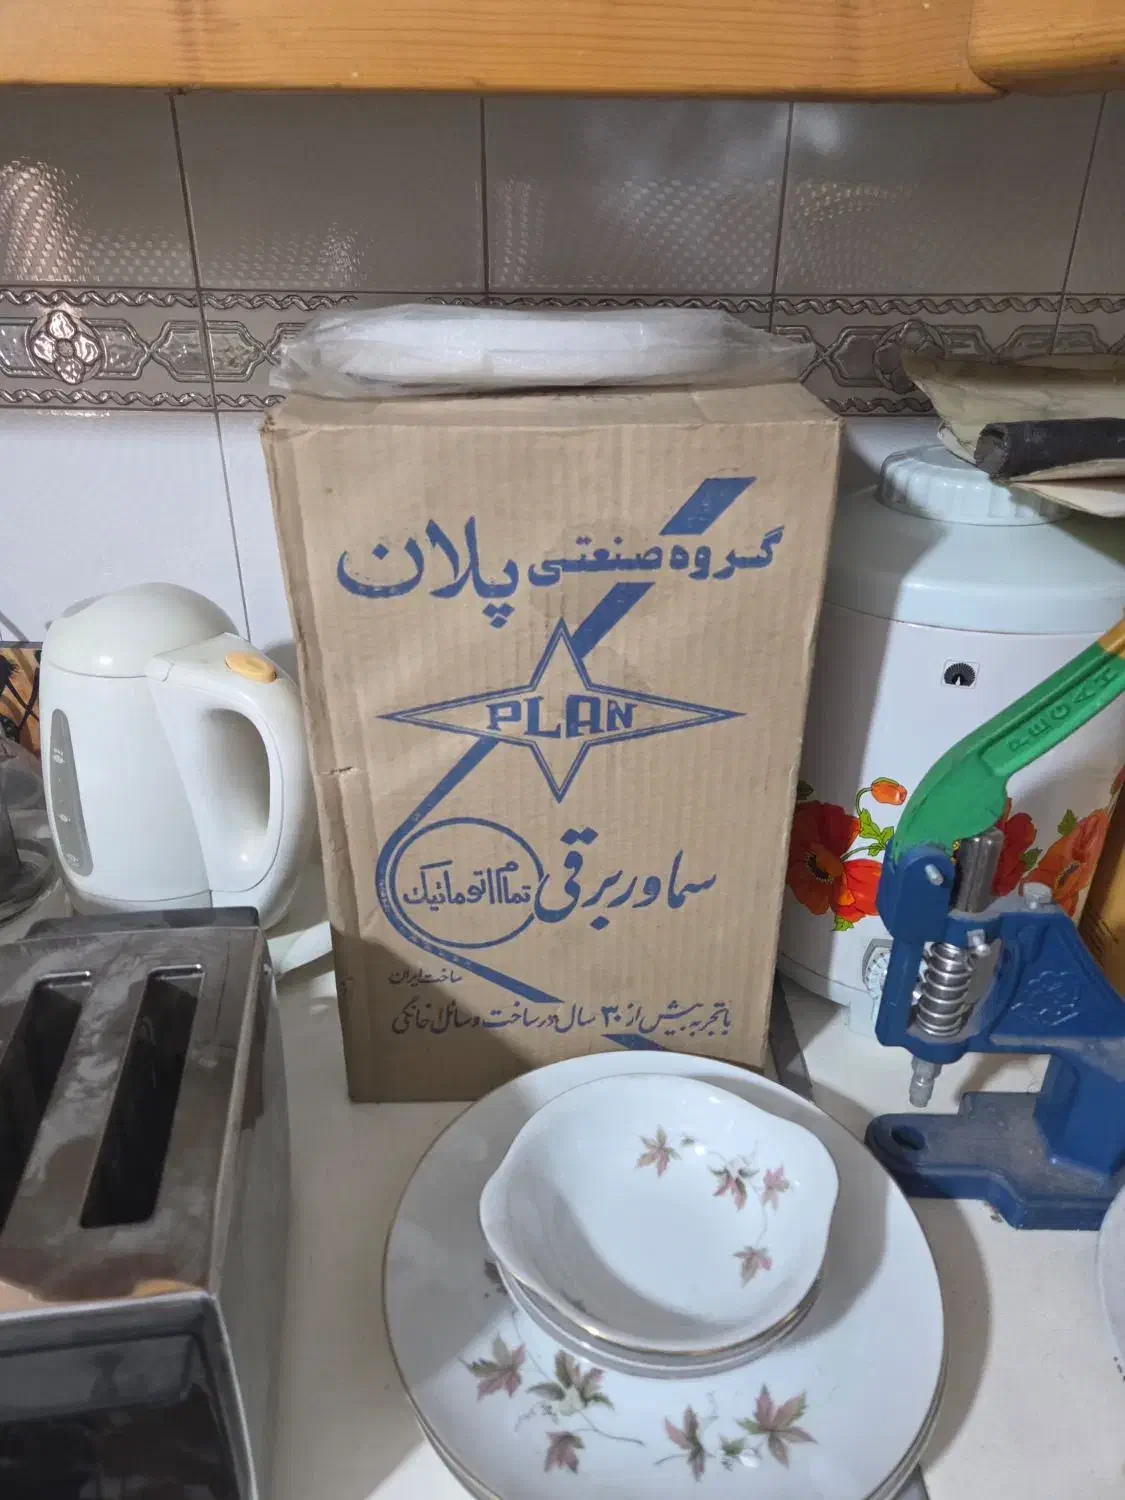 گروه صنعتی پلان
PLAN
سماور برقی
تمام اتوماتیک
ساخت ایران
با تجربه بیش از ۳۰ سال در ساخت وسائل خانگی
REGAH